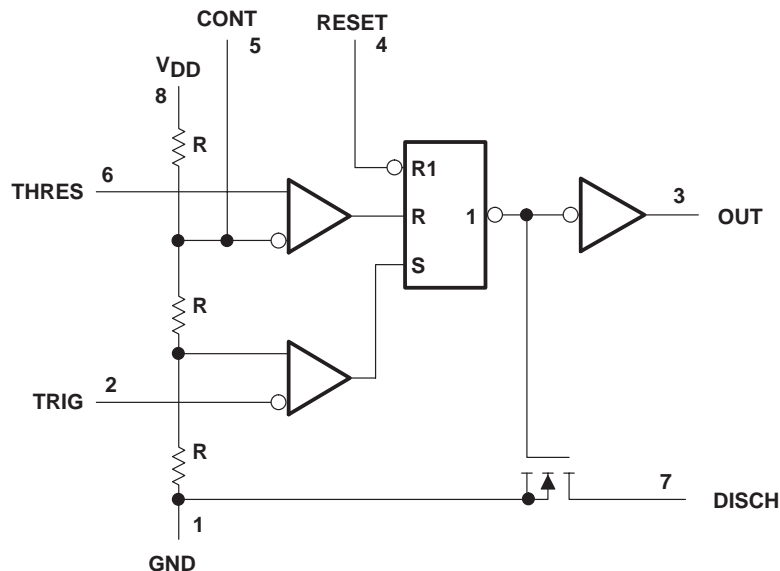 CONT
5
RESET
4
VDD
8
R
6
THRES
R1
R
1
3
OUT
S
R
2
TRIG
R
7
DISCH
1
GND